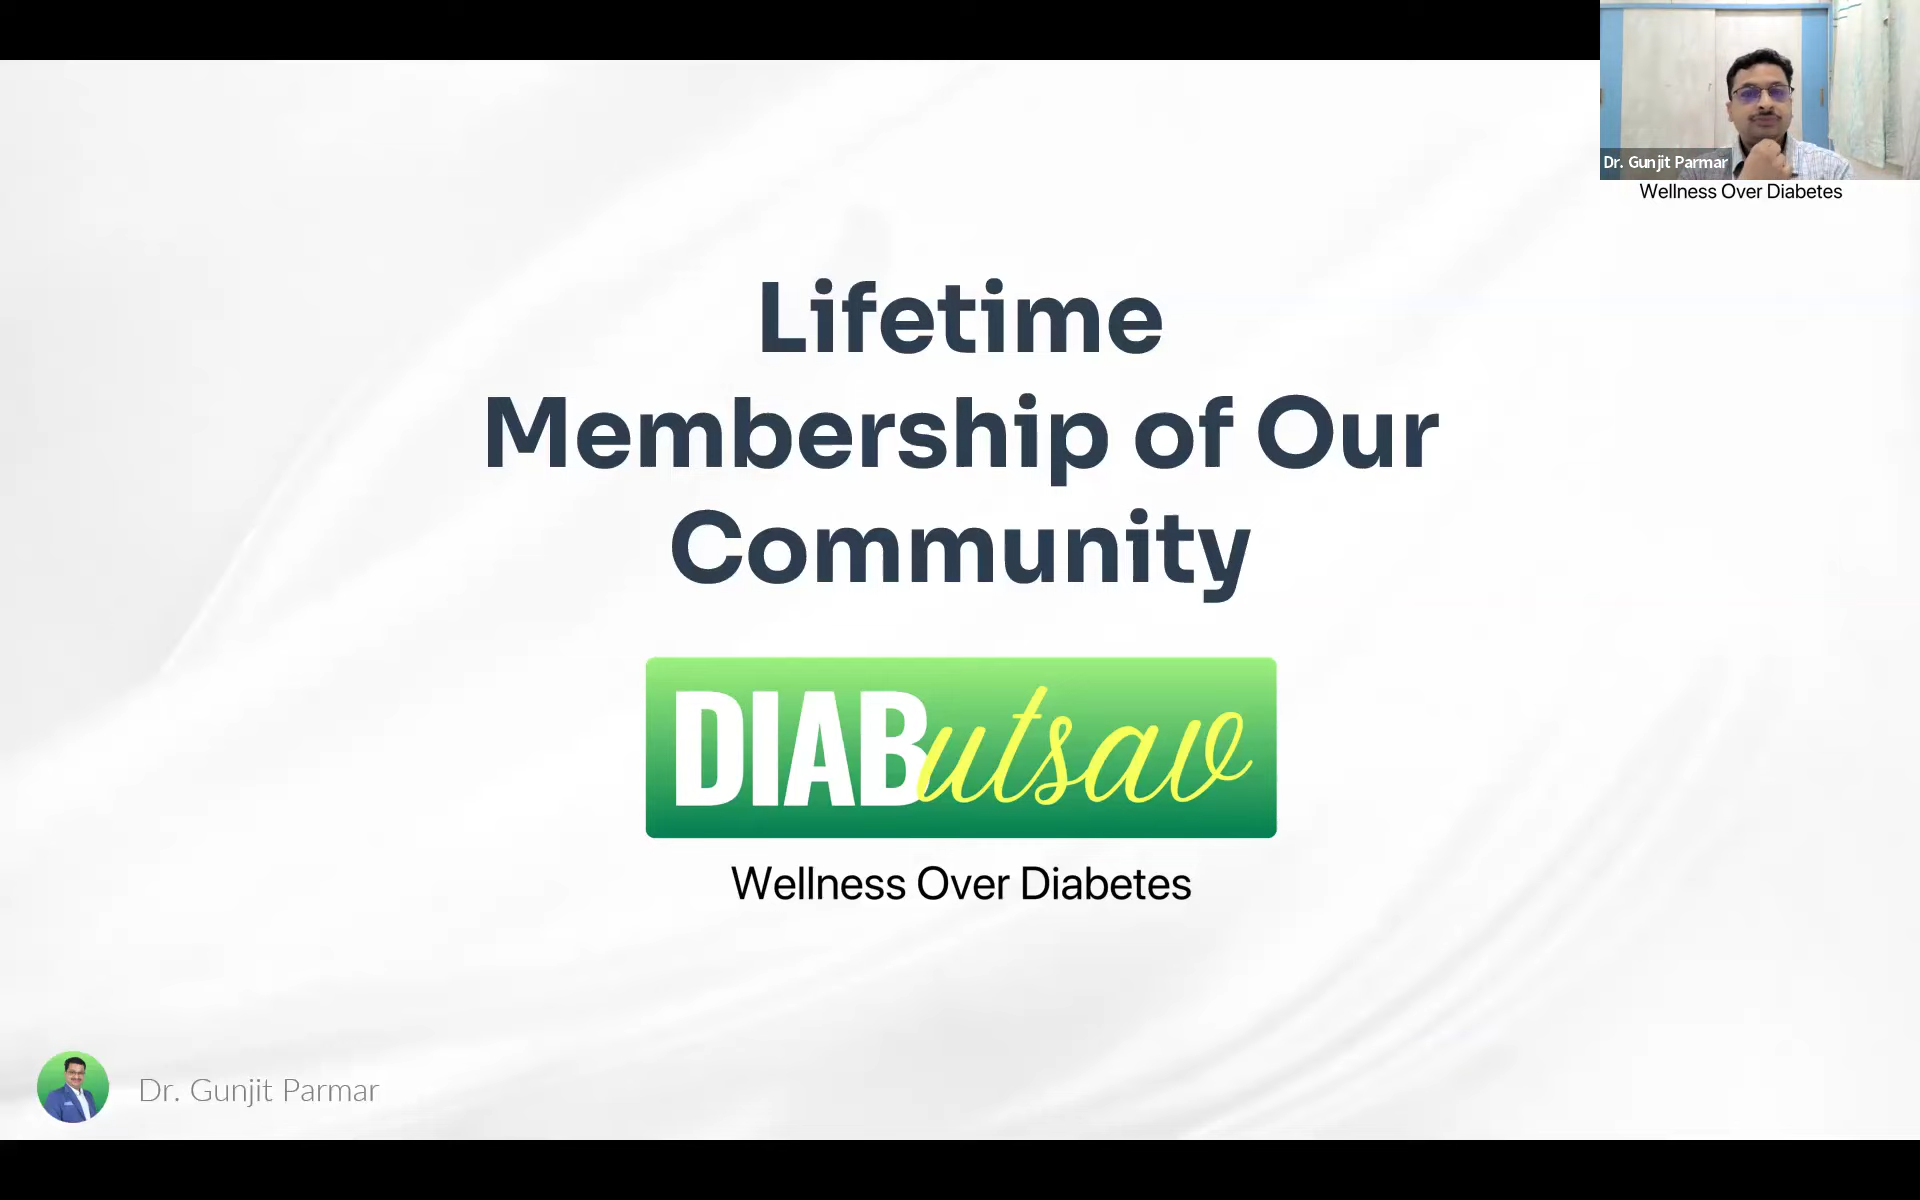 Dr. Gunjit Parmar
Wellness Over Diabetes
Lifetime
Membership of Our
Community
DIAButsav
Wellness Over Diabetes
Dr. Gunjit Parmar